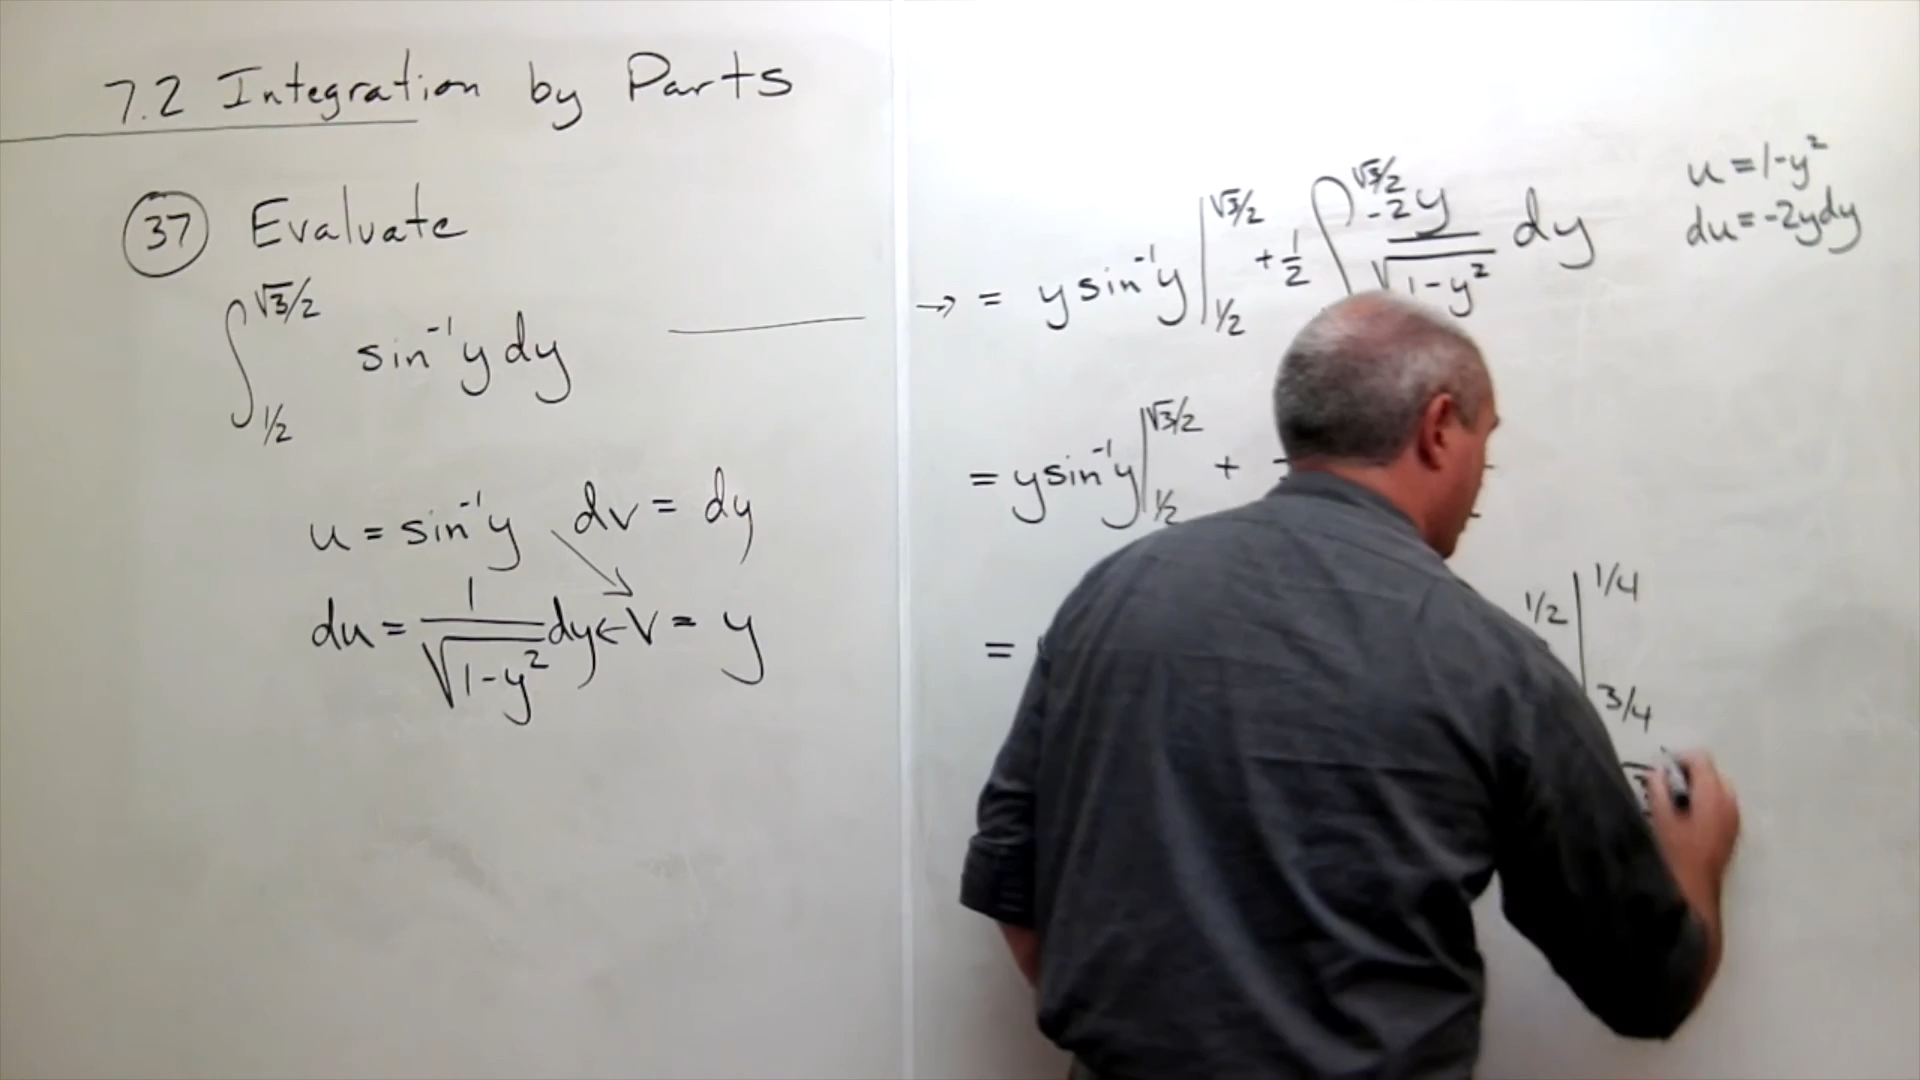 7.2 Integration by Parts
37 Evaluate
∫_{1/2}^{√3/2} sin⁻¹y dy
u = sin⁻¹y dv = dy
du = 1/√(1-y²) dy ← v = y
u = 1-y²
du = -2y dy
→ = y sin⁻¹y |_{1/2}^{√3/2} + 1/2 ∫^{√3/2} -2y/√(1-y²) dy
= y sin⁻¹y |_{1/2}^{√3/2} +
= 1/2 |_{3/4}^{1/4}